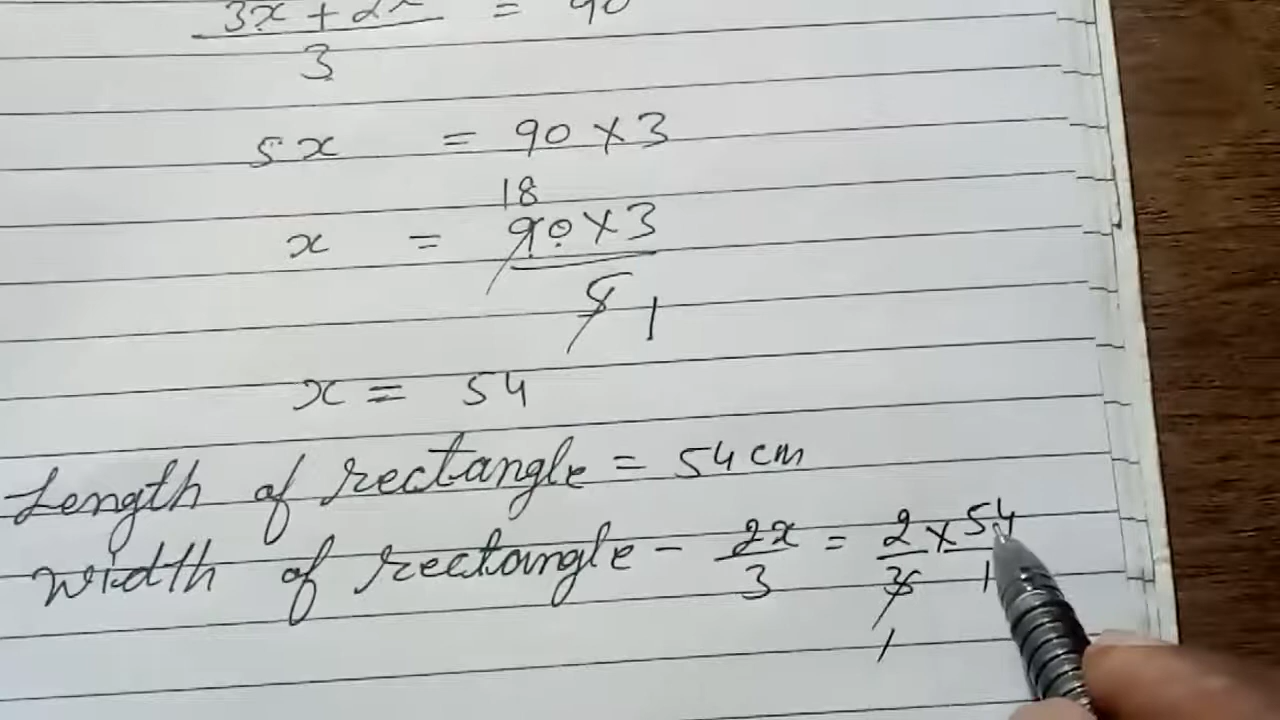 3x + 2x = 90
3
5x = 90 × 3
18
x = 90 × 3
5 1
x = 54
Length of rectangle = 54 cm
Width of rectangle - 2x/3 = 2/3 × 54/1
1